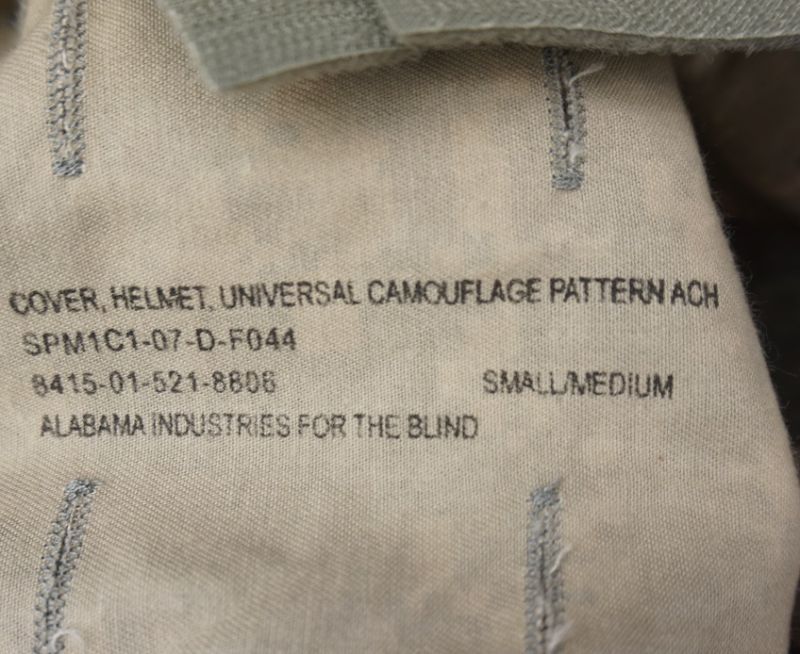 COVER, HELMET, UNIVERSAL CAMOUFLAGE PATTERN ACH
SPM1C1-07-D-F044
8415-01-521-8806 SMALL/MEDIUM
ALABAMA INDUSTRIES FOR THE BLIND